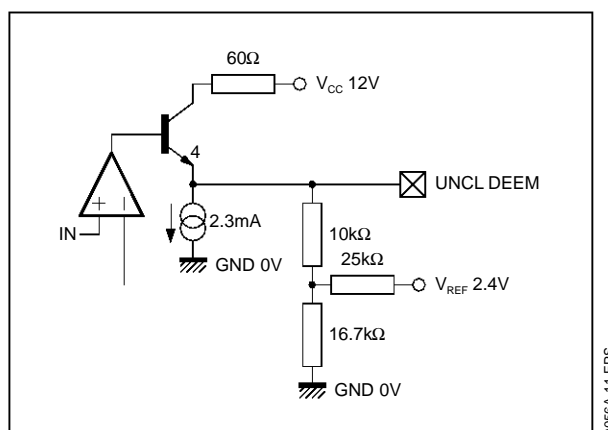 60Ω
V_CC 12V
4
UNCL DEEM
+ −
IN
2.3mA
10kΩ
GND 0V
25kΩ
V_REF 2.4V
16.7kΩ
GND 0V